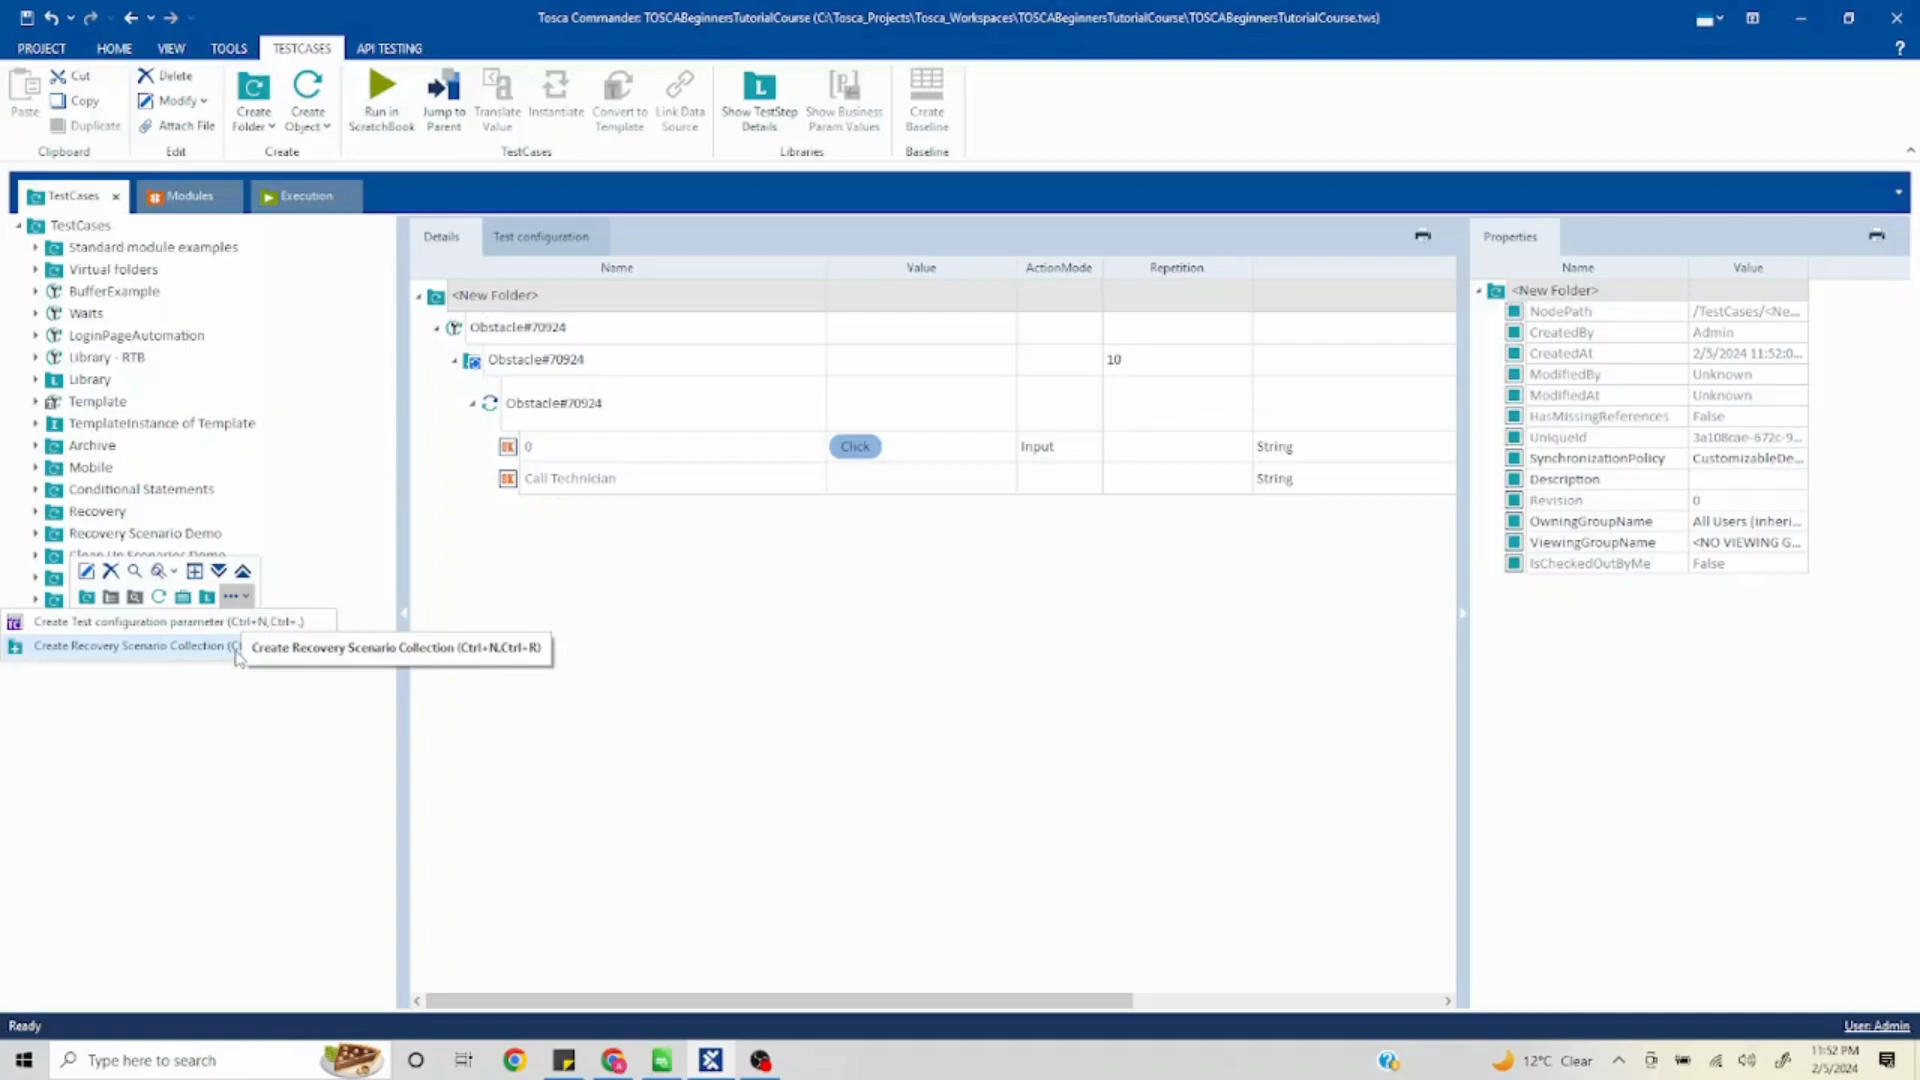 Tosca Commander: TOSCABeginnersTutorialCourse (C:\Tosca_Projects\Tosca_Workspaces\TOSCABeginnersTutorialCourse\TOSCABeginnersTutorialCourse.tws)
PROJECT HOME VIEW TOOLS TESTCASES API TESTING ?
Paste Cut Copy Duplicate
Clipboard
Delete Modify Attach File
Edit
Create Folder Create Object
Create
Run in ScratchBook Jump to Parent Translate Value Instantiate Convert to Template Link Data Source
TestCases
Show TestStep Details Show Business Param Values
Libraries
Create Baseline
Baseline
TestCases Modules Execution
TestCases
Standard module examples
Virtual folders
BufferExample
Waits
LoginPageAutomation
Library - RTB
Library
Template
TemplateInstance of Template
Archive
Mobile
Conditional Statements
Recovery
Recovery Scenario Demo
Clean Up Scenarios Demo
Create Test configuration parameter (Ctrl+N,Ctrl+.)
Create Recovery Scenario Collection (Ct
Create Recovery Scenario Collection (Ctrl+N,Ctrl+R)
Details Test configuration
Name Value ActionMode Repetition
<New Folder>
Obstacle#70924
Obstacle#70924 10
Obstacle#70924
0 Click Input String
Call Technician String
Properties
Name Value
<New Folder>
NodePath /TestCases/<Ne...
CreatedBy Admin
CreatedAt 2/5/2024 11:52:0...
ModifiedBy Unknown
ModifiedAt Unknown
HasMissingReferences False
UniqueId 3a108cae-672c-9...
SynchronizationPolicy CustomizableDe...
Description
Revision 0
OwningGroupName All Users (inheri...
ViewingGroupName <NO VIEWING G...
IsCheckedOutByMe False
Ready User: Admin
Type here to search
12°C Clear
11:52 PM
2/5/2024